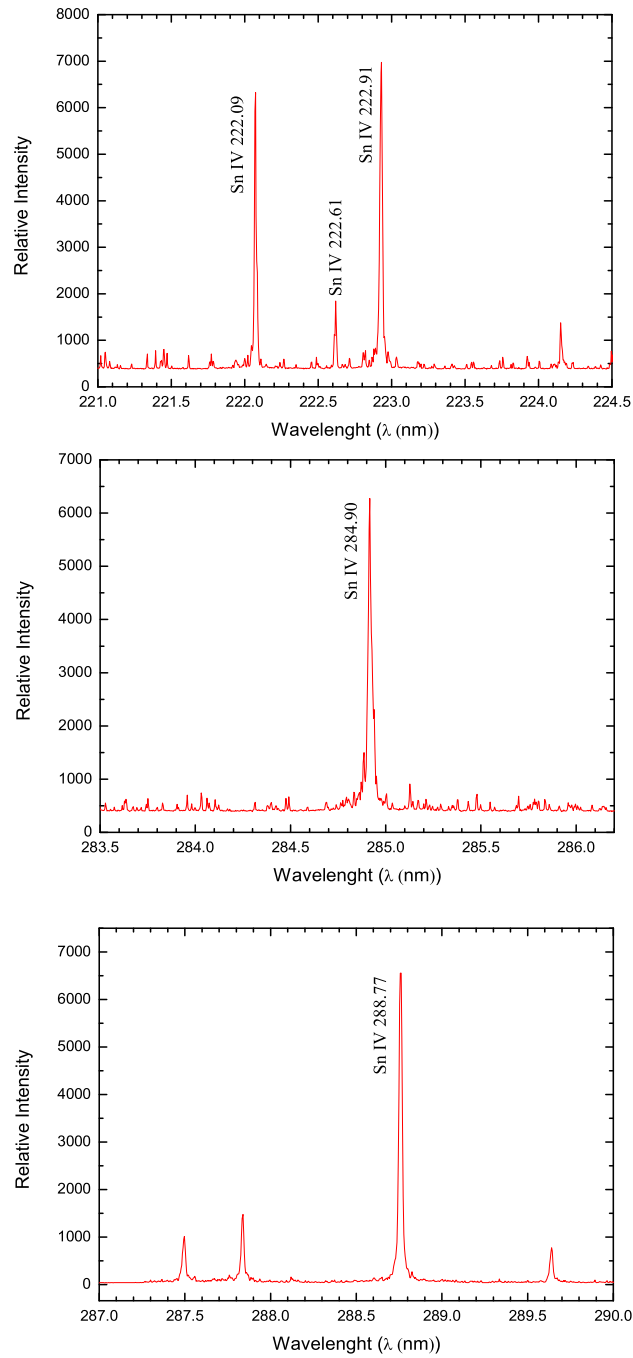 8000
7000
6000
5000
4000
3000
2000
1000
0
Relative Intensity
Sn IV 222.09
Sn IV 222.61
Sn IV 222.91
221.0 221.5 222.0 222.5 223.0 223.5 224.0 224.5
Wavelenght (λ (nm))
7000
6000
5000
4000
3000
2000
1000
0
Relative Intensity
Sn IV 284.90
283.5 284.0 284.5 285.0 285.5 286.0
Wavelenght (λ (nm))
7000
6000
5000
4000
3000
2000
1000
0
Relative Intensity
Sn IV 288.77
287.0 287.5 288.0 288.5 289.0 289.5 290.0
Wavelenght (λ (nm))